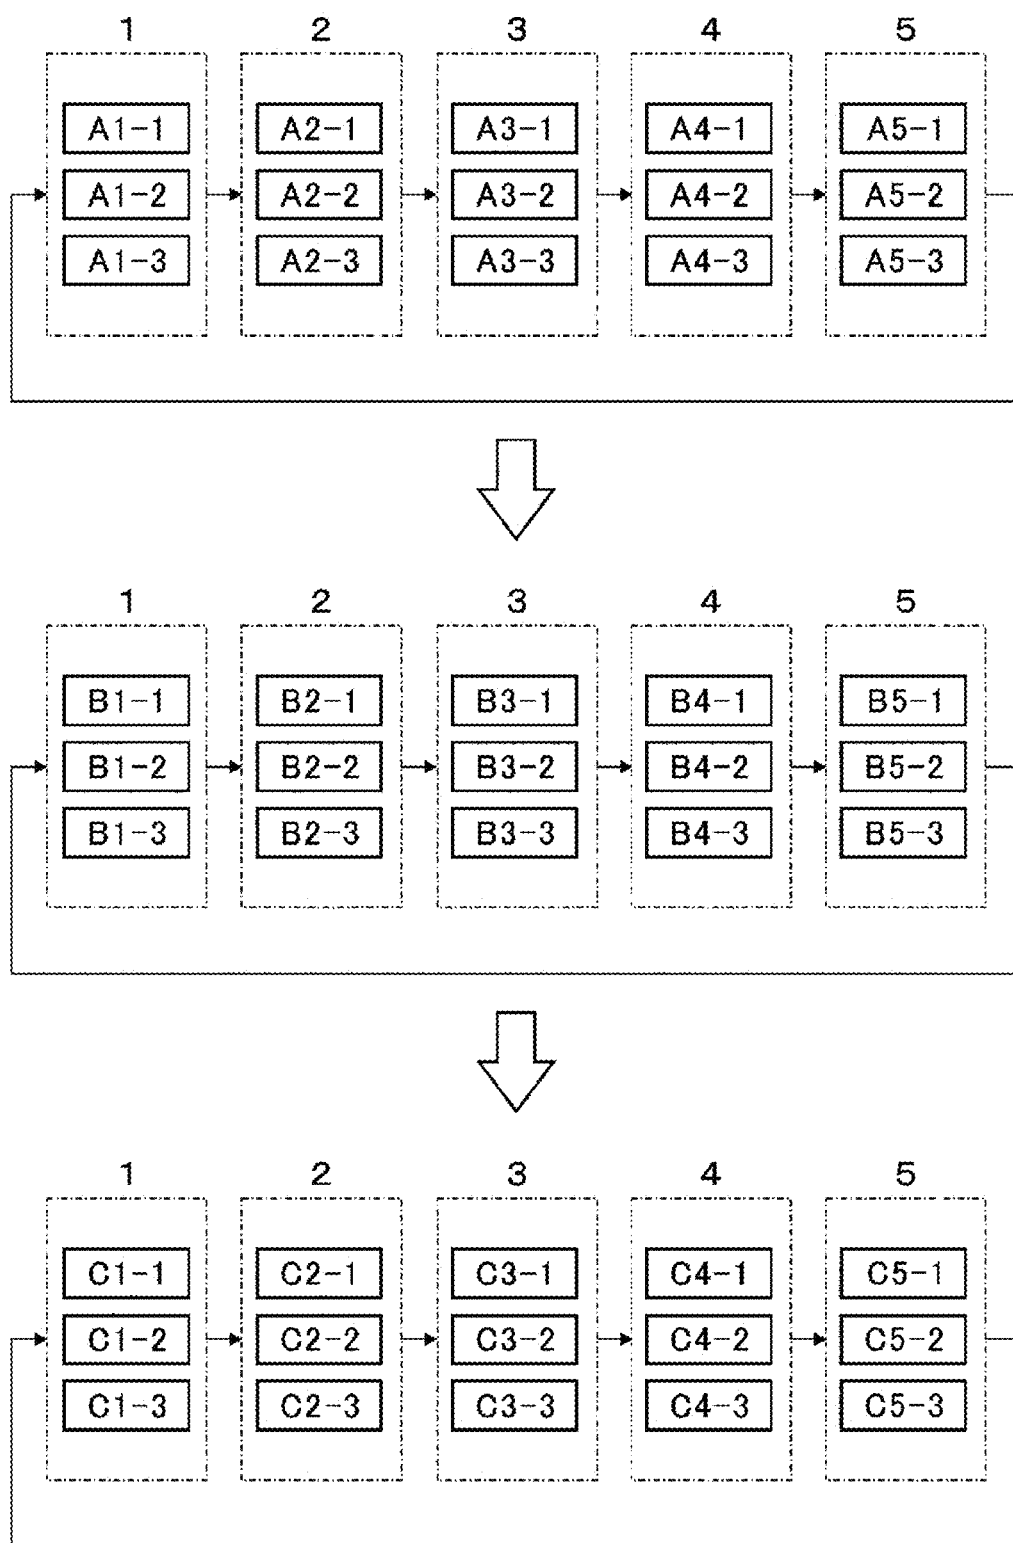 1 2 3 4 5
A1-1 A2-1 A3-1 A4-1 A5-1
A1-2 A2-2 A3-2 A4-2 A5-2
A1-3 A2-3 A3-3 A4-3 A5-3
1 2 3 4 5
B1-1 B2-1 B3-1 B4-1 B5-1
B1-2 B2-2 B3-2 B4-2 B5-2
B1-3 B2-3 B3-3 B4-3 B5-3
1 2 3 4 5
C1-1 C2-1 C3-1 C4-1 C5-1
C1-2 C2-2 C3-2 C4-2 C5-2
C1-3 C2-3 C3-3 C4-3 C5-3